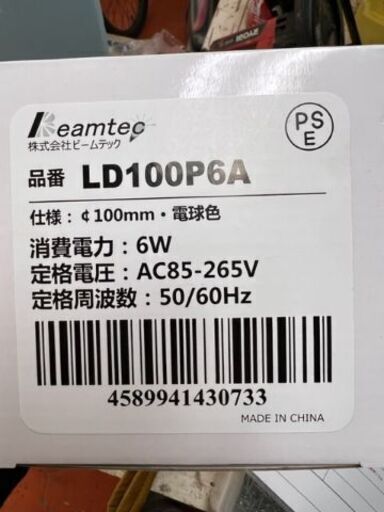 Beamtec
株式会社ビームテック
PS
E
品番 LD100P6A
仕様：¢100mm・電球色
消費電力：6W
定格電圧：AC85-265V
定格周波数：50/60Hz
4589941430733
MADE IN CHINA